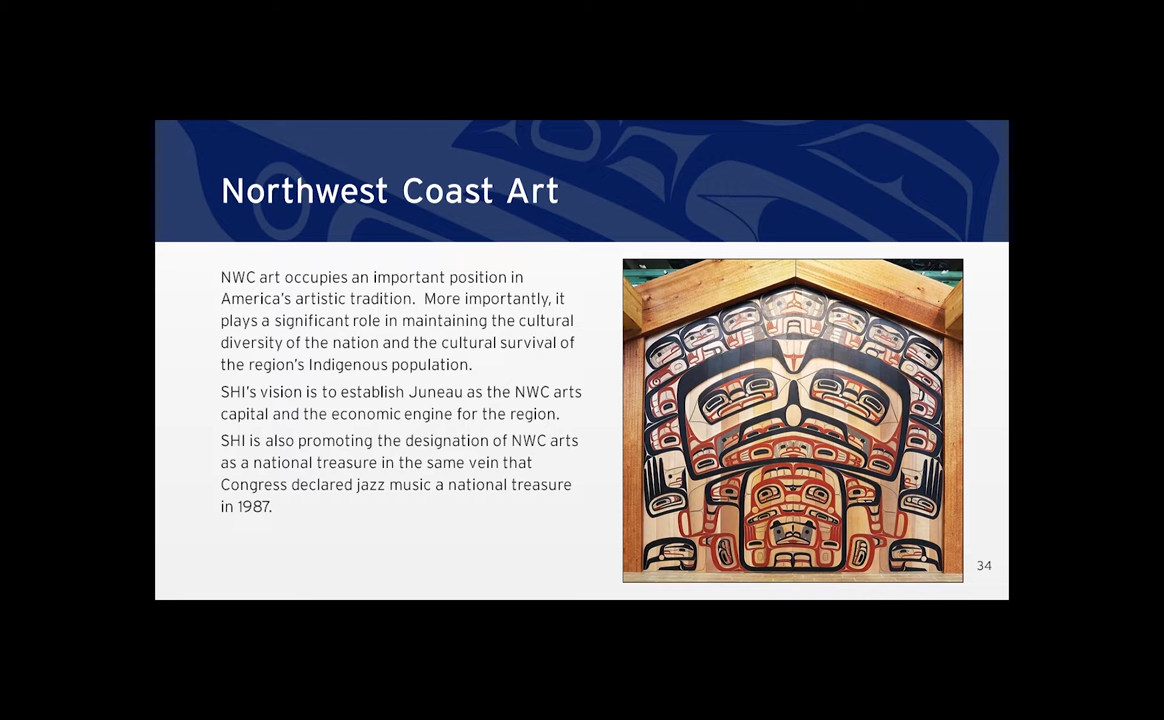 Northwest Coast Art
NWC art occupies an important position in
America's artistic tradition.  More importantly, it
plays a significant role in maintaining the cultural
diversity of the nation and the cultural survival of
the region's Indigenous population.
SHI's vision is to establish Juneau as the NWC arts
capital and the economic engine for the region.
SHI is also promoting the designation of NWC arts
as a national treasure in the same vein that
Congress declared jazz music a national treasure
in 1987.
34